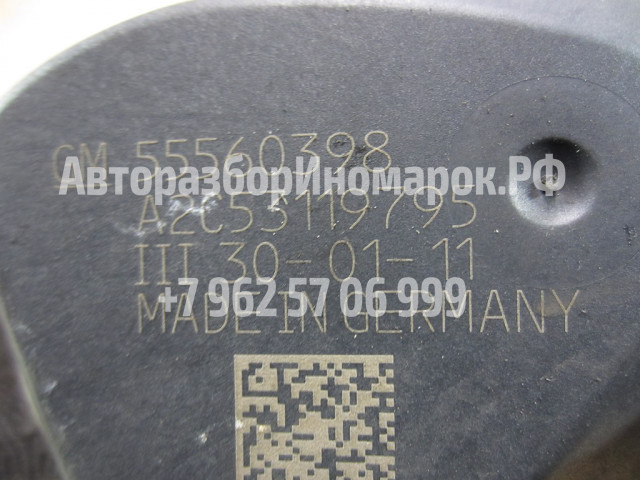 GM 55560398
АвторазборИномарок.РФ
A2C53119795
III 30-01-11
+7 962 57 06 999
MADE IN GERMANY